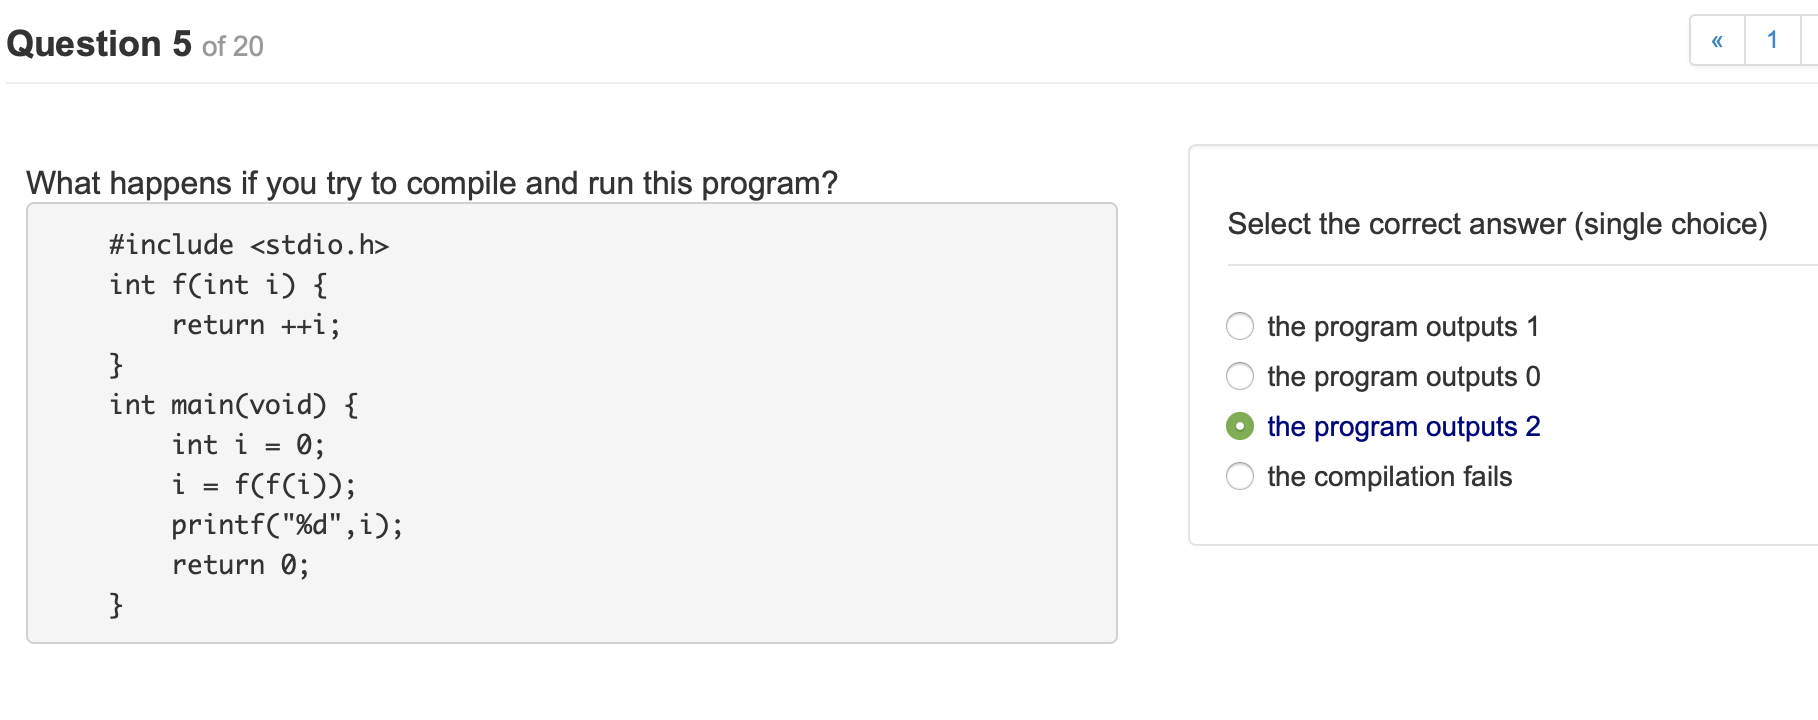 Question 5 of 20
« 1
What happens if you try to compile and run this program?
#include <stdio.h>
int f(int i) {
    return ++i;
}
int main(void) {
    int i = 0;
    i = f(f(i));
    printf("%d",i);
    return 0;
}
Select the correct answer (single choice)
the program outputs 1
the program outputs 0
the program outputs 2
the compilation fails